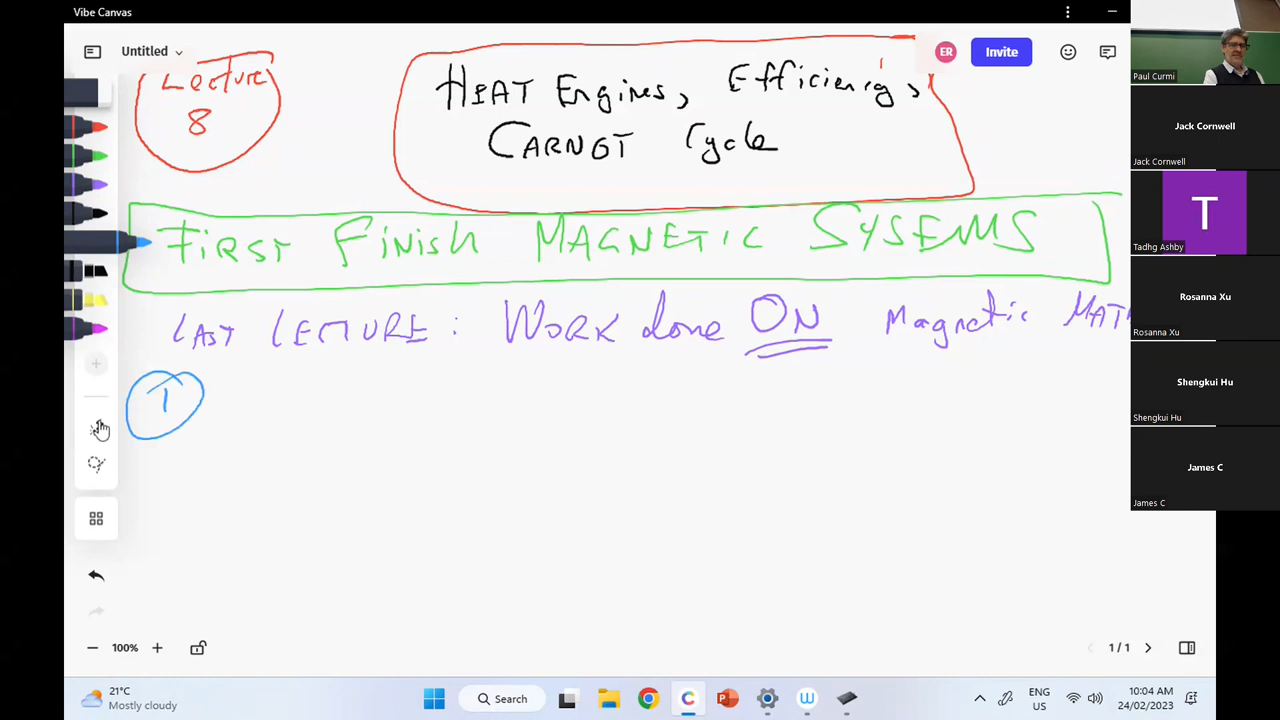 Vibe Canvas
Untitled
ER
Invite
Paul Curmi
Jack Cornwell
Jack Cornwell
T
Tadhg Ashby
Rosanna Xu
Rosanna Xu
Shengkui Hu
Shengkui Hu
James C
James C
Lecture
8
HEAT Engines, Efficiency,
CARNOT Cycle
FIRST FINISH MAGNETIC SYSEMS
LAST LECTURE: WORK done ON Magnetic MAT
1
100%
1 / 1
21°C
Mostly cloudy
Search
ENG
US
10:04 AM
24/02/2023